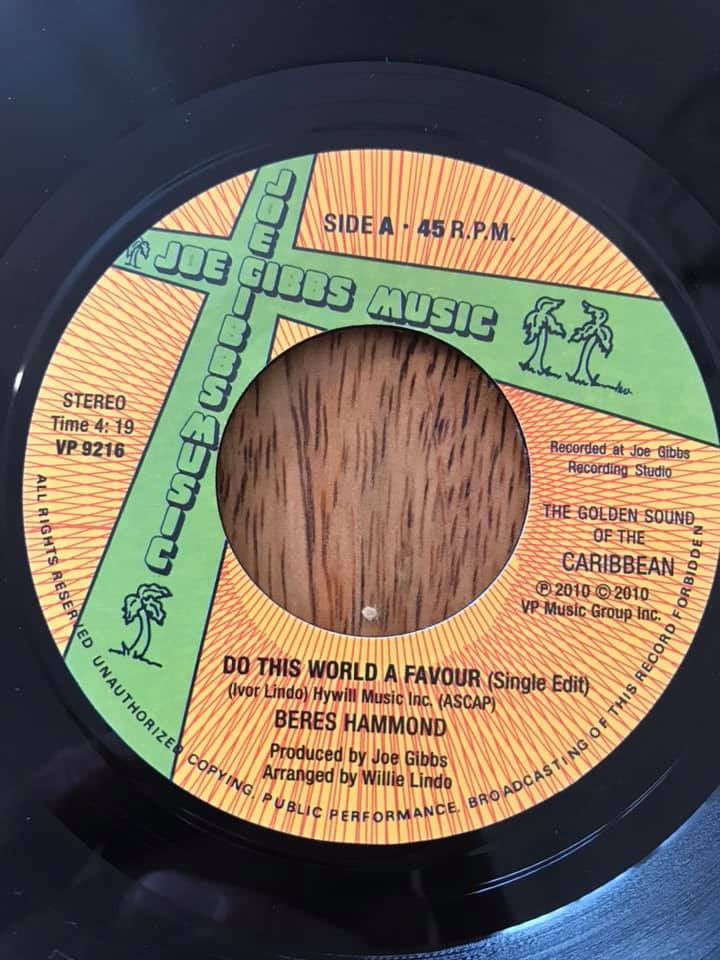 SIDE A · 45 R.P.M.
JOE GIBBS MUSIC
JOE GIBBS MUSIC
STEREO
Time 4: 19
VP 9216
Recorded at Joe Gibbs
Recording Studio
THE GOLDEN SOUND
OF THE
CARIBBEAN
℗ 2010 © 2010
VP Music Group Inc.
DO THIS WORLD A FAVOUR (Single Edit)
(Ivor Lindo) Hywill Music Inc. (ASCAP)
BERES HAMMOND
Produced by Joe Gibbs
Arranged by Willie Lindo
ALL RIGHTS RESERKED UNAUTHORIZED COPYING, PUBLIC PERFORMANCE, BROADCASTING OF THIS RECORD FORBIDDEN